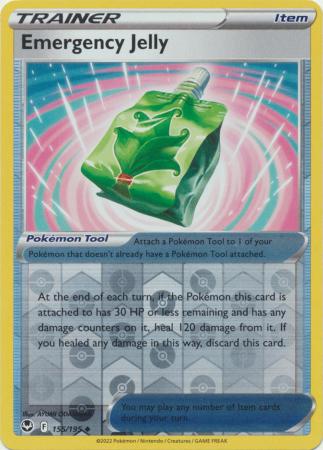 TRAINER Item
Emergency Jelly
Pokémon Tool
Attach a Pokémon Tool to 1 of your
Pokémon that doesn't already have a Pokémon Tool attached.
At the end of each turn, if the Pokémon this card is
attached to has 30 HP or less remaining and has any
damage counters on it, heal 120 damage from it. If
you healed any damage in this way, discard this card.
You may play any number of Item cards
during your turn.
Illus. AYUMI
F 155/195
©2022 Pokémon / Nintendo / Creatures / GAME FREAK